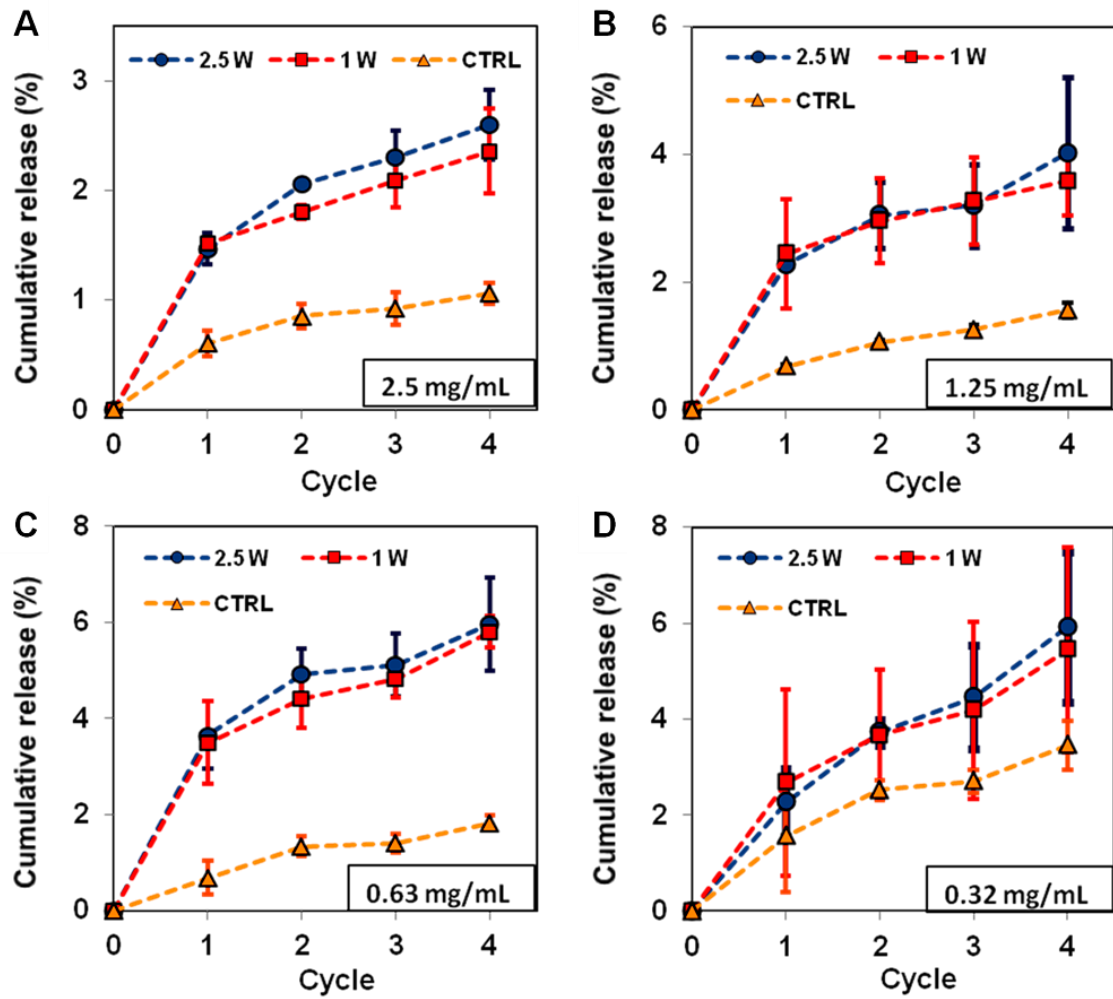 A
2.5 W 1 W CTRL
Cumulative release (%)
3
2
1
0
0 1 2 3 4
Cycle
2.5 mg/mL
B
2.5 W 1 W
CTRL
Cumulative release (%)
6
4
2
0
0 1 2 3 4
Cycle
1.25 mg/mL
C
2.5 W 1 W
CTRL
Cumulative release (%)
8
6
4
2
0
0 1 2 3 4
Cycle
0.63 mg/mL
D
2.5 W 1 W
CTRL
Cumulative release (%)
8
6
4
2
0
0 1 2 3 4
Cycle
0.32 mg/mL